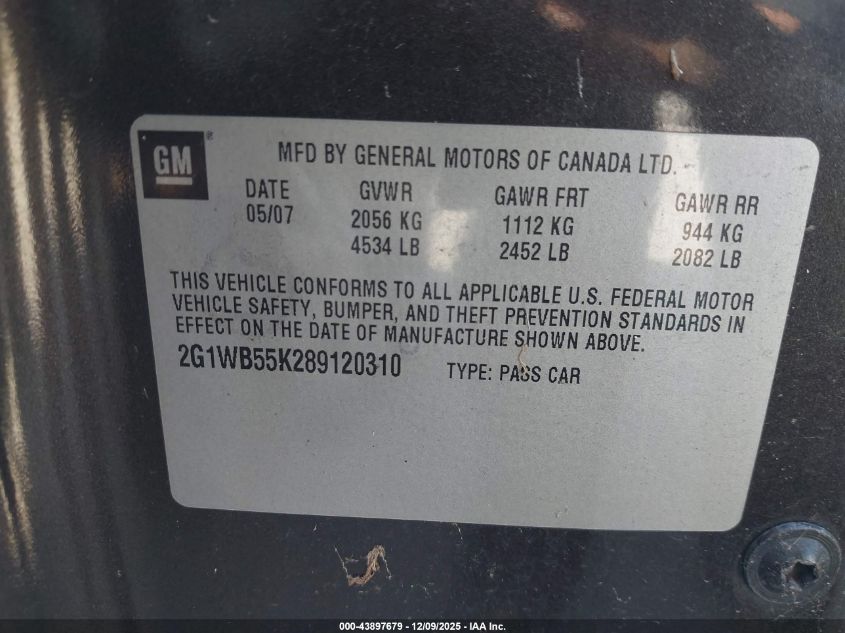 GM ®
MFD BY GENERAL MOTORS OF CANADA LTD.
DATE GVWR GAWR FRT GAWR RR
05/07 2056 KG 1112 KG 944 KG
4534 LB 2452 LB 2082 LB
THIS VEHICLE CONFORMS TO ALL APPLICABLE U.S. FEDERAL MOTOR
VEHICLE SAFETY, BUMPER, AND THEFT PREVENTION STANDARDS IN
EFFECT ON THE DATE OF MANUFACTURE SHOWN ABOVE.
2G1WB55K289120310 TYPE: PASS CAR
000-43897679 - 12/09/2025 - IAA Inc.